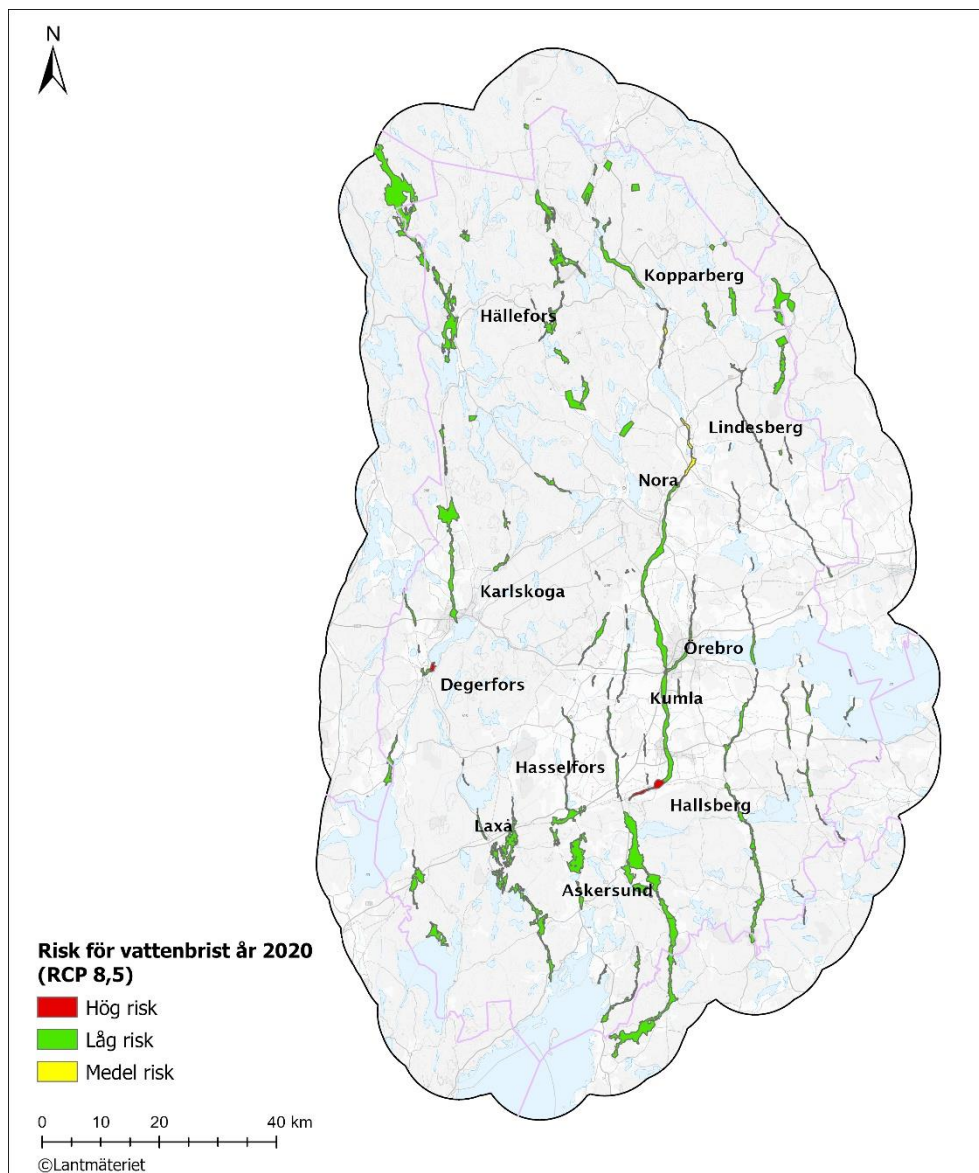 N
Kopparberg
Hällefors
Lindesberg
Nora
Karlskoga
Örebro
Degerfors
Kumla
Hasselfors
Hallsberg
Laxå
Askersund
Risk för vattenbrist år 2020
(RCP 8,5)
Hög risk
Låg risk
Medel risk
0 10 20 40 km
©Lantmäteriet